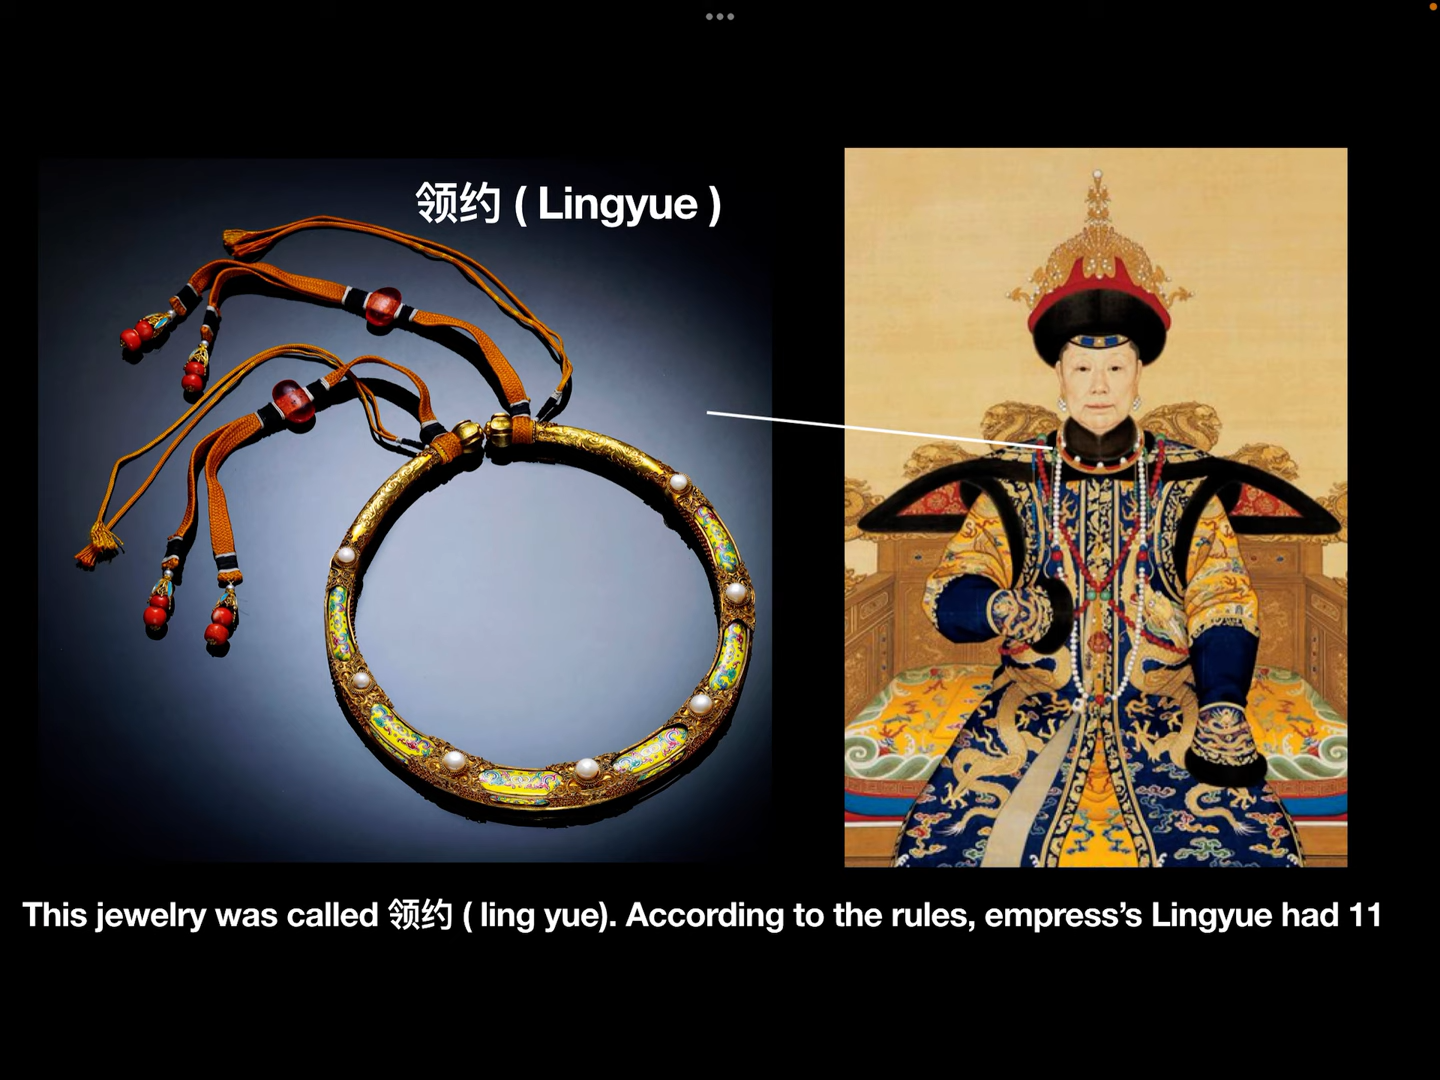 领约 ( Lingyue )
This jewelry was called 领约 ( ling yue). According to the rules, empress’s Lingyue had 11